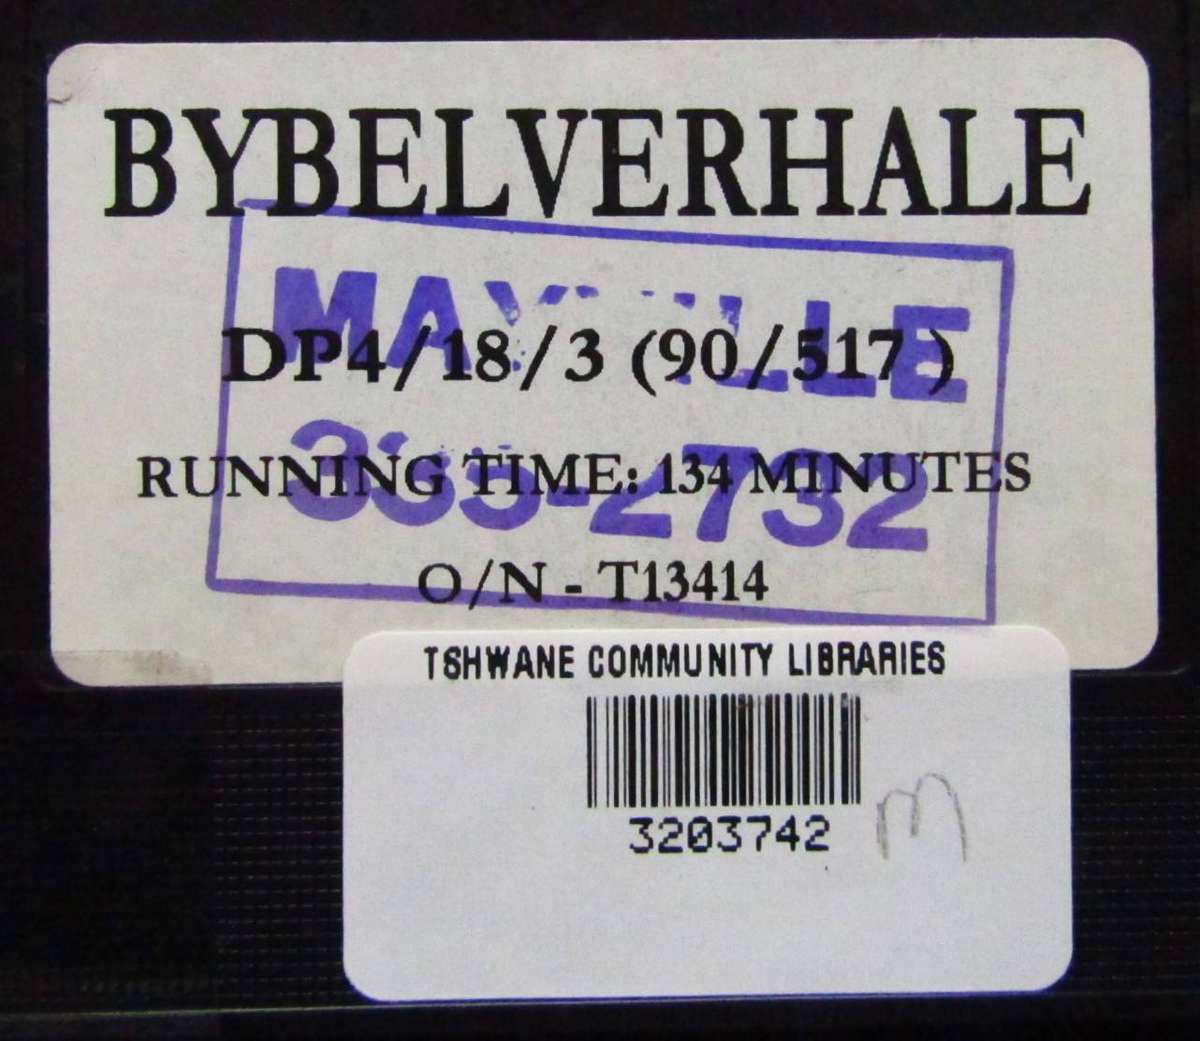 BYBELVERHALE
MAYVILLE
DP4/18/3 (90/517 )
RUNNING TIME: 134 MINUTES
O/N - T13414
TSHWANE COMMUNITY LIBRARIES
3203742
m